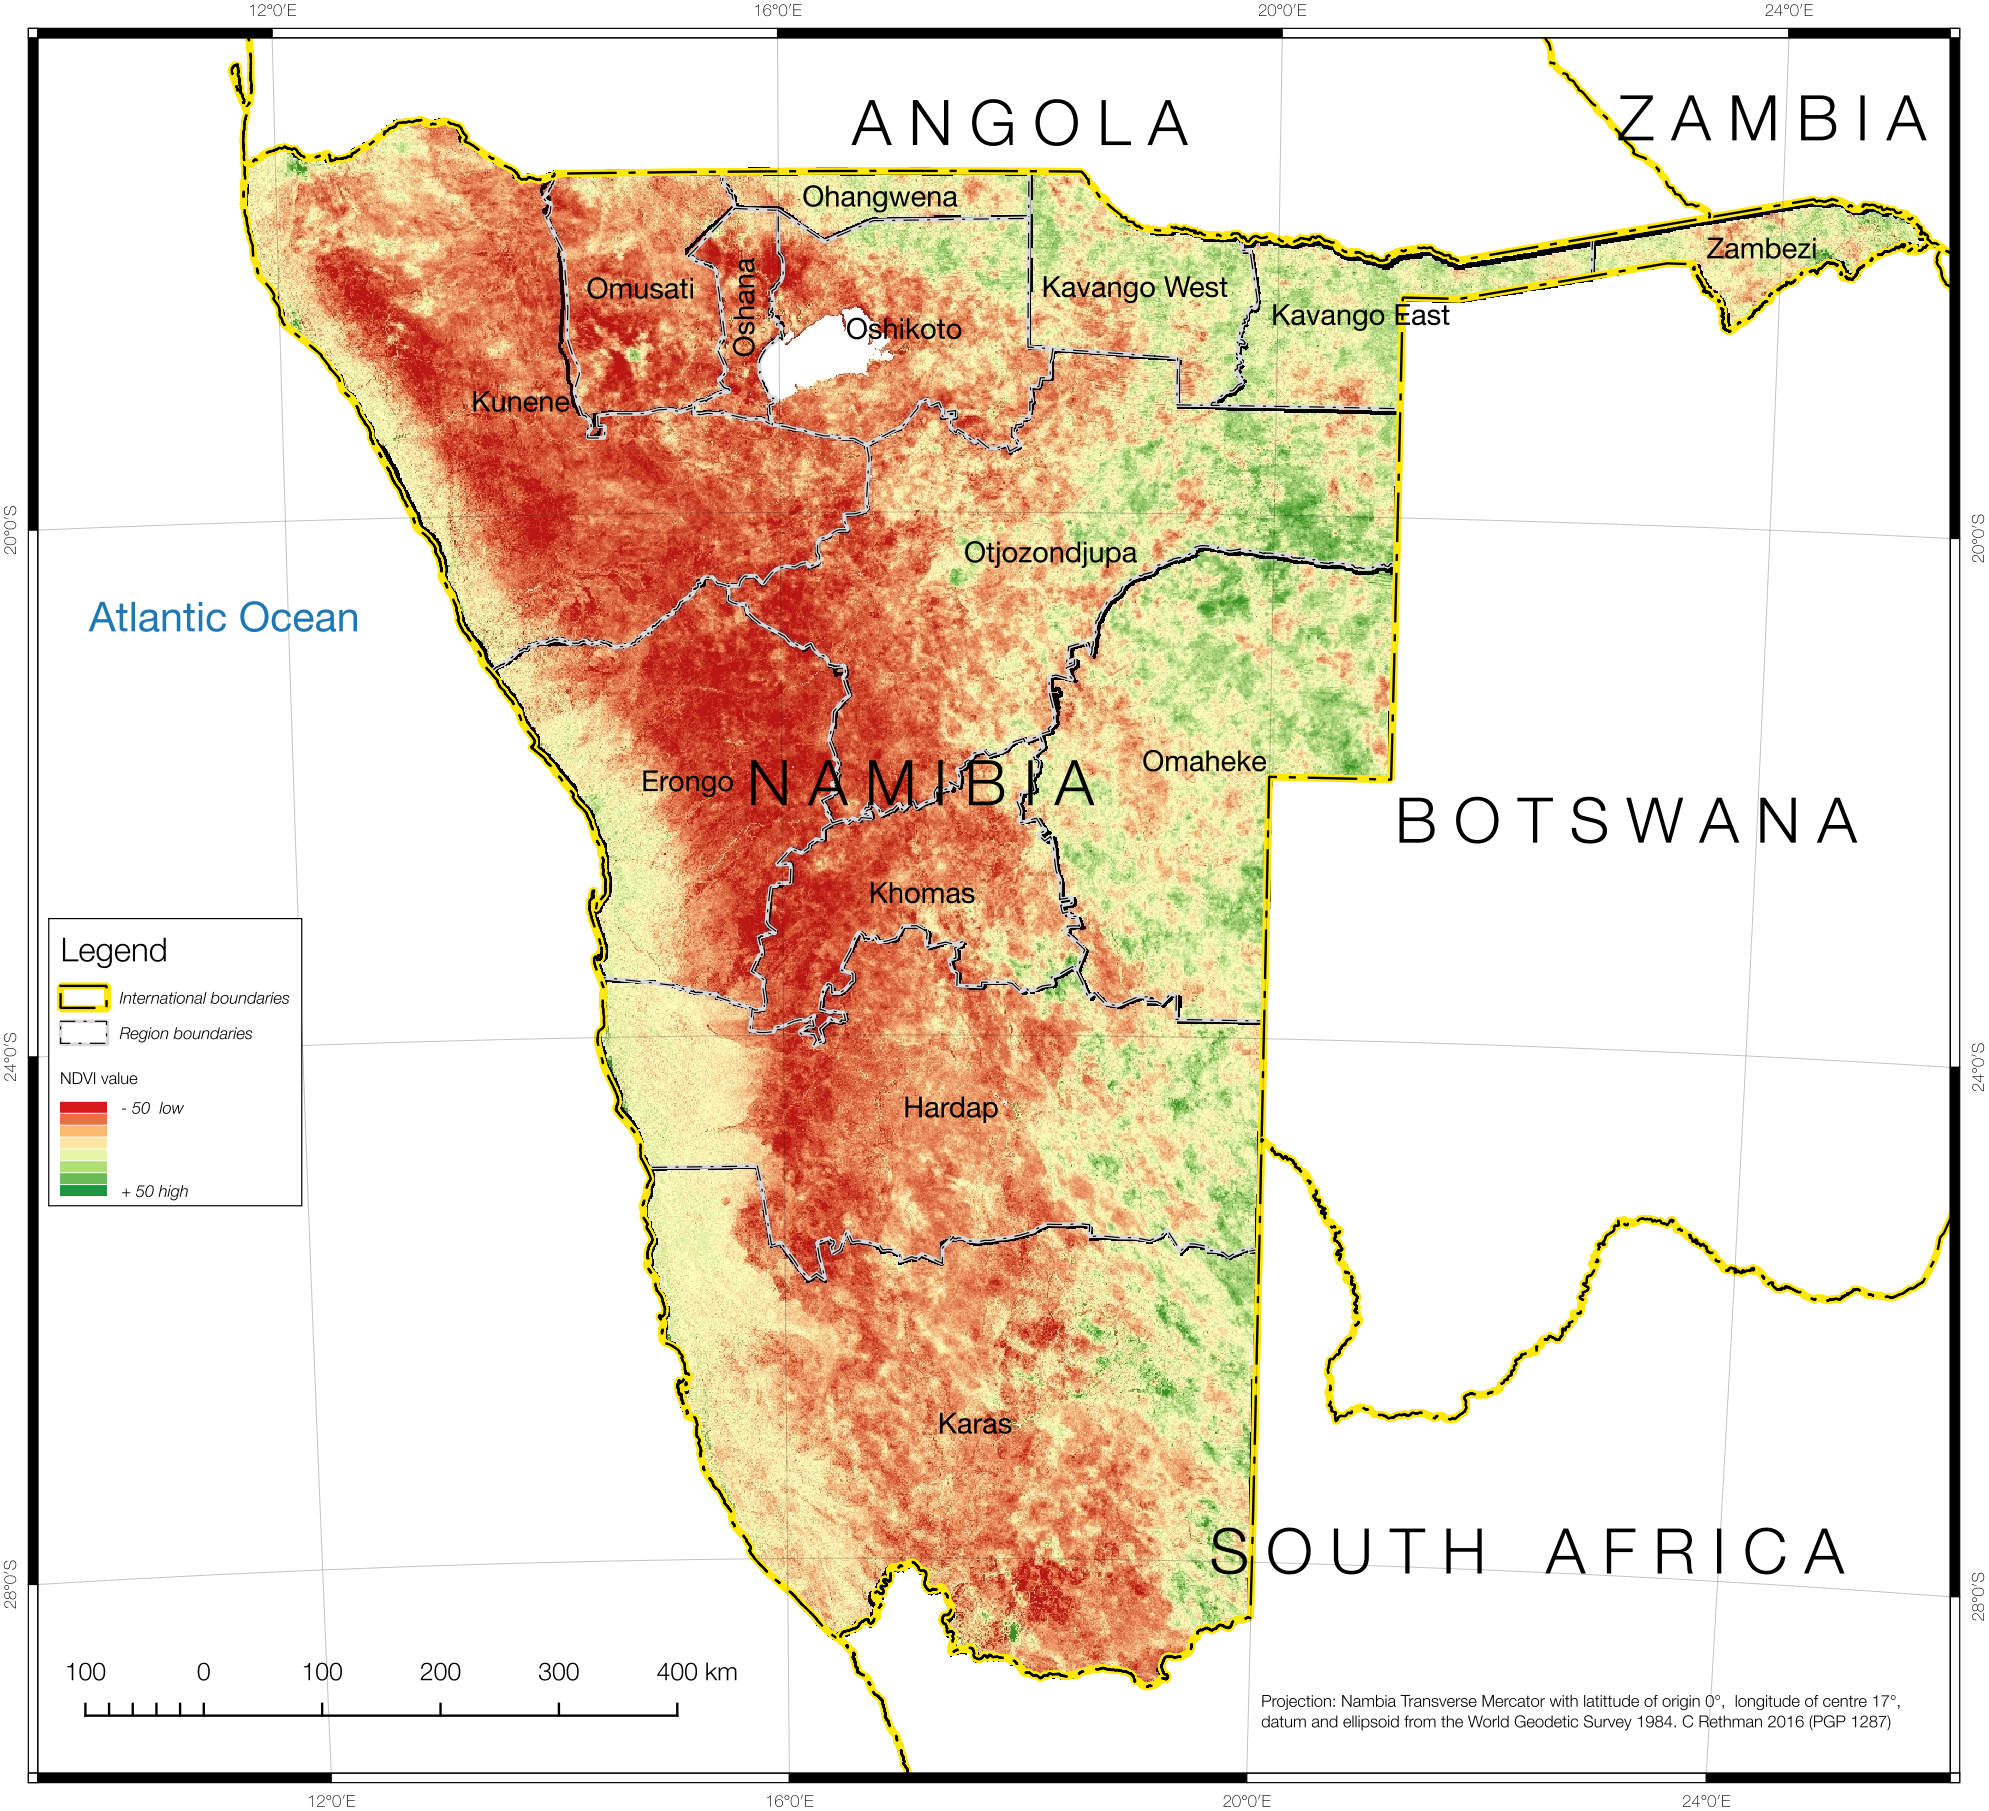 12°0'E 16°0'E 20°0'E 24°0'E
ANGOLA
ZAMBIA
Ohangwena
Zambezi
Omusati
Oshana
Kavango West
Kavango East
Oshikoto
Kunene
20°0'S
20°0'S
Otjozondjupa
Atlantic Ocean
Omaheke
Erongo
NAMIBIA
BOTSWANA
Khomas
Legend
International boundaries
Region boundaries
NDVI value
- 50 low
+ 50 high
24°0'S
24°0'S
Hardap
Karas
SOUTH AFRICA
28°0'S
28°0'S
100 0 100 200 300 400 km
Projection: Nambia Transverse Mercator with latittude of origin 0°, longitude of centre 17°,
datum and ellipsoid from the World Geodetic Survey 1984. C Rethman 2016 (PGP 1287)
12°0'E 16°0'E 20°0'E 24°0'E